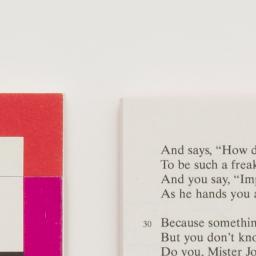 And says, “How d
To be such a freak
And you say, “Im
As he hands you a
30 Because somethin
But you don’t kno
Do you, Mister Jo